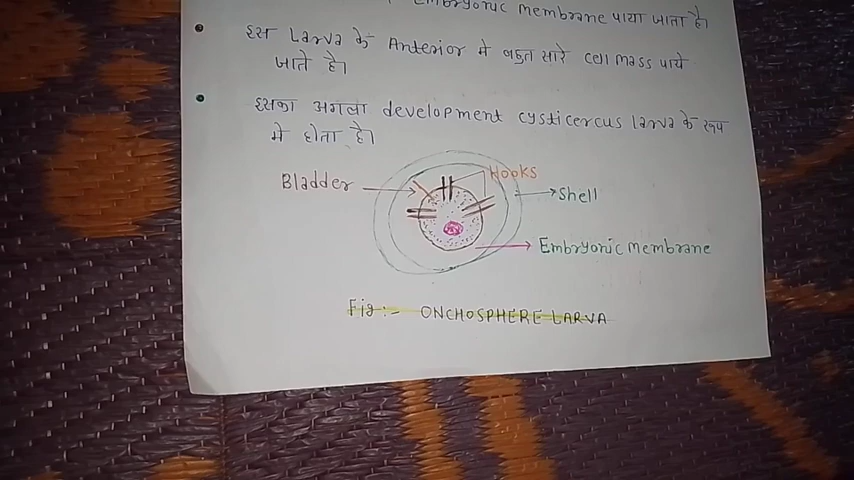 Embryonic membrane पाया जाता है।
इस Larva के Anterior मे बहुत सारे cell mass पाये
जाते है।
इसका अगला development cysticercus larva के रूप
मे होता है।
Bladder
Hooks
Shell
Embryonic membrane
Fig:- ONCHOSPHERE LARVA